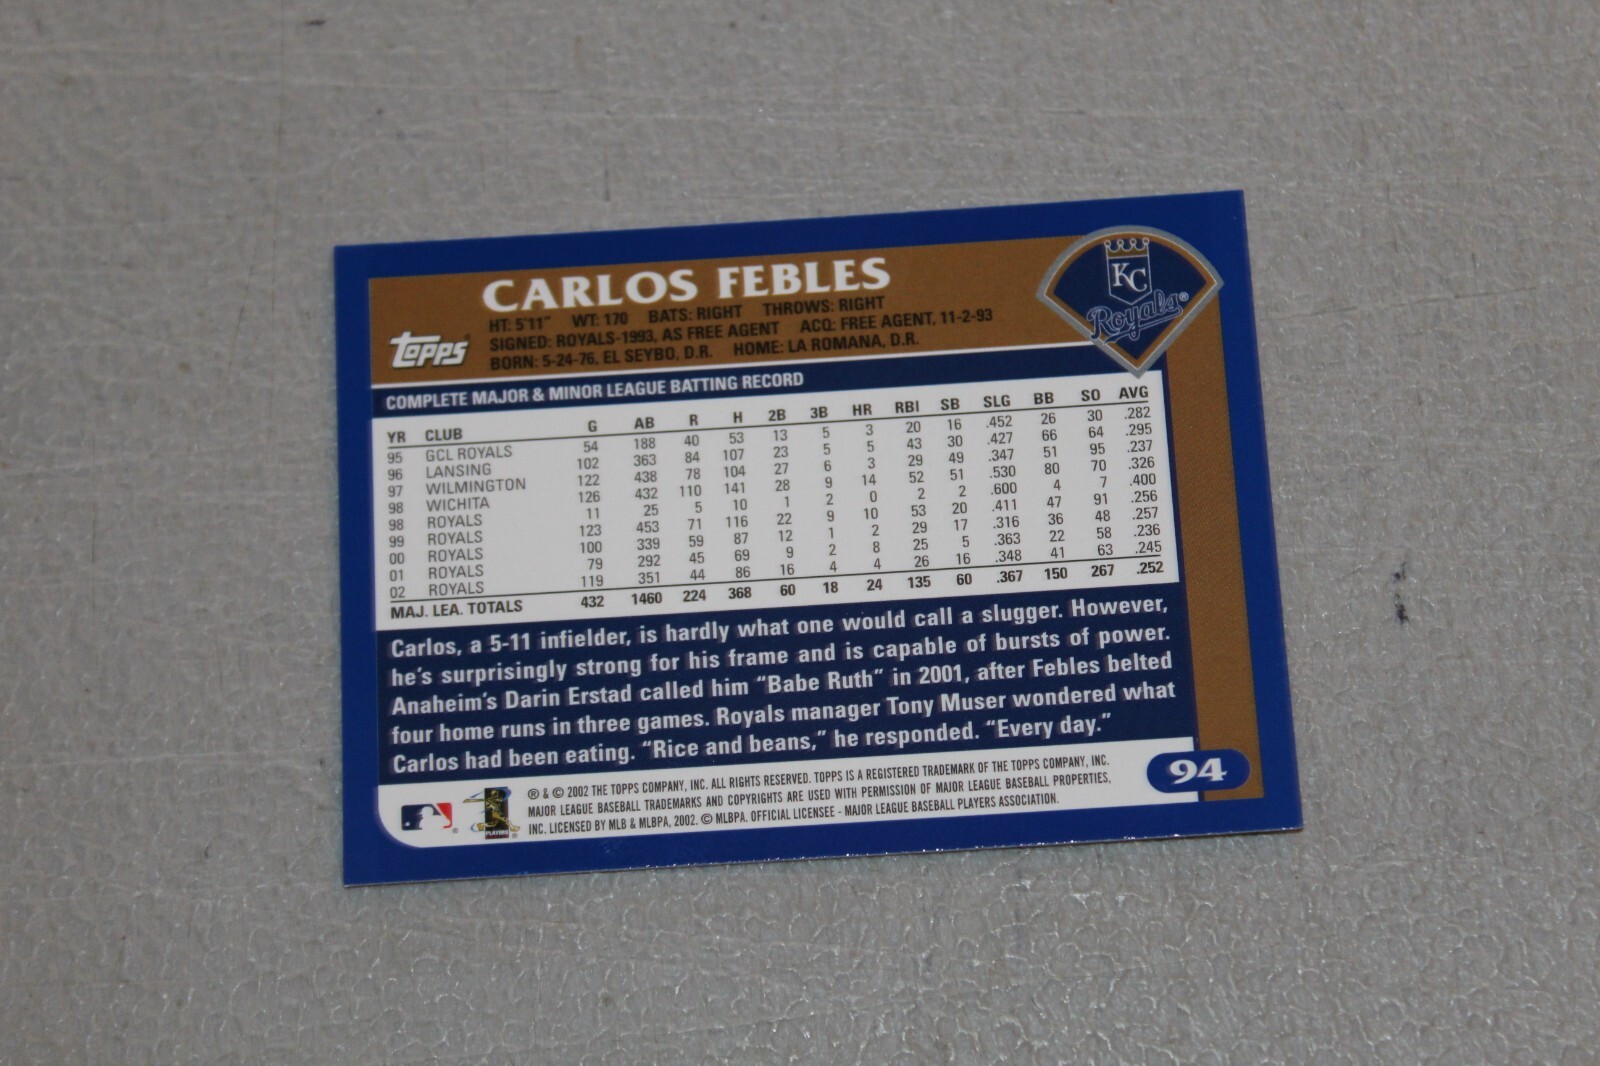 CARLOS FEBLES
HT: 5'11" WT: 170 BATS: RIGHT THROWS: RIGHT
SIGNED: ROYALS-1993, AS FREE AGENT ACQ: FREE AGENT, 11-2-93
BORN: 5-24-76, EL SEYBO, D.R. HOME: LA ROMANA, D.R.
topps
KC
Royals®
COMPLETE MAJOR & MINOR LEAGUE BATTING RECORD
YR CLUB G AB R H 2B 3B HR RBI SB SLG BB SO AVG
95 GCL ROYALS 54 188 40 53 13 5 3 20 16 .452 26 30 .282
96 LANSING 102 363 84 107 23 5 5 43 30 .427 66 64 .295
97 WILMINGTON 122 438 78 104 27 6 3 29 49 .347 51 95 .237
98 WICHITA 126 432 110 141 28 9 14 52 51 .530 80 70 .326
98 ROYALS 11 25 5 10 1 2 0 2 2 .600 4 7 .400
99 ROYALS 123 453 71 116 22 9 10 53 20 .411 47 91 .256
00 ROYALS 100 339 59 87 12 1 2 29 17 .316 36 48 .257
01 ROYALS 79 292 45 69 9 2 8 25 5 .363 22 58 .236
02 ROYALS 119 351 44 86 16 4 4 26 16 .348 41 63 .245
MAJ. LEA. TOTALS 432 1460 224 368 60 18 24 135 60 .367 150 267 .252
Carlos, a 5-11 infielder, is hardly what one would call a slugger. However,
he's surprisingly strong for his frame and is capable of bursts of power.
Anaheim's Darin Erstad called him "Babe Ruth" in 2001, after Febles belted
four home runs in three games. Royals manager Tony Muser wondered what
Carlos had been eating. "Rice and beans," he responded. "Every day."
® & © 2002 THE TOPPS COMPANY, INC. ALL RIGHTS RESERVED. TOPPS IS A REGISTERED TRADEMARK OF THE TOPPS COMPANY, INC.
MAJOR LEAGUE BASEBALL TRADEMARKS AND COPYRIGHTS ARE USED WITH PERMISSION OF MAJOR LEAGUE BASEBALL PROPERTIES,
INC. LICENSED BY MLB & MLBPA, 2002. © MLBPA. OFFICIAL LICENSEE - MAJOR LEAGUE BASEBALL PLAYERS ASSOCIATION.
PLAYERS
94